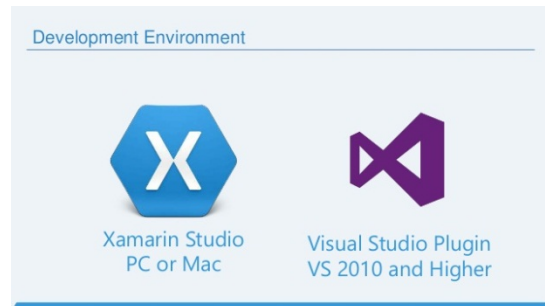 Development Environment
X
Xamarin Studio
PC or Mac
Visual Studio Plugin
VS 2010 and Higher